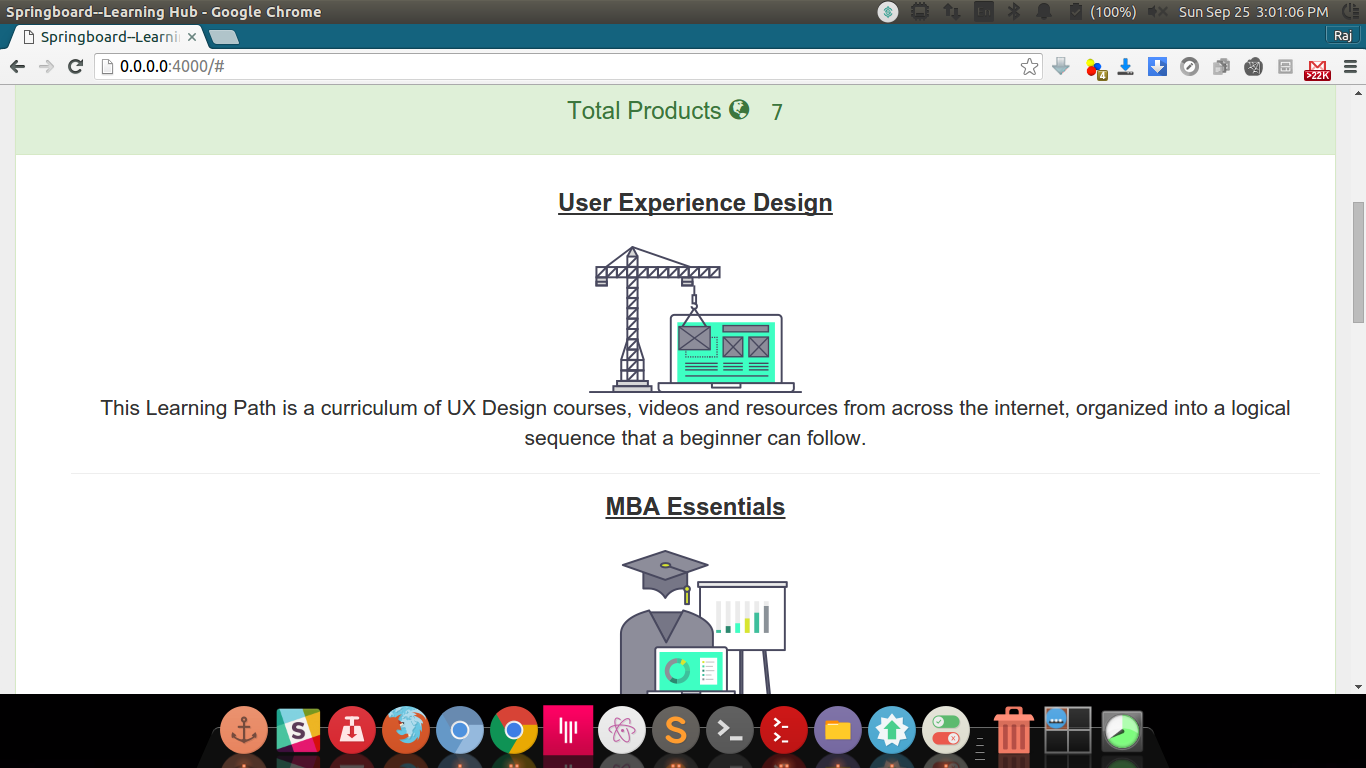 Springboard--Learning Hub - Google Chrome
(100%) Sun Sep 25 3:01:06 PM
Springboard--Learni
Raj
0.0.0.0:4000/#
4
>22K
Total Products 7
User Experience Design
This Learning Path is a curriculum of UX Design courses, videos and resources from across the internet, organized into a logical
sequence that a beginner can follow.
MBA Essentials